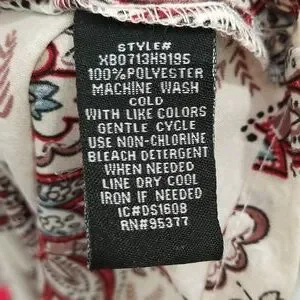 STYLE#
XB0713H9195
100%POLYESTER
MACHINE WASH
COLD
WITH LIKE COLORS
GENTLE CYCLE
USE NON-CHLORINE
BLEACH DETERGENT
WHEN NEEDED
LINE DRY COOL
IRON IF NEEDED
IC#DS1608
RN#95377